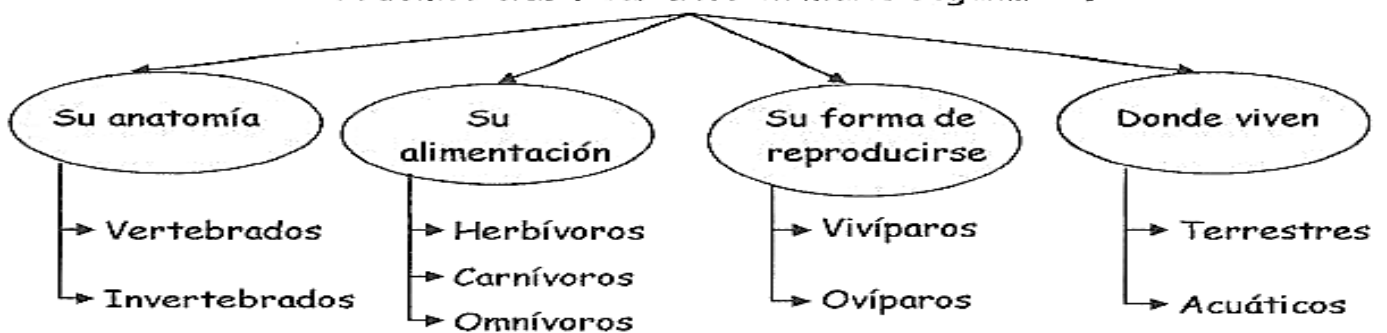 Su anatomía
Su
alimentación
Su forma de
reproducirse
Donde viven
Vertebrados
Invertebrados
Herbívoros
Carnívoros
Omnívoros
Vivíparos
Ovíparos
Terrestres
Acuáticos